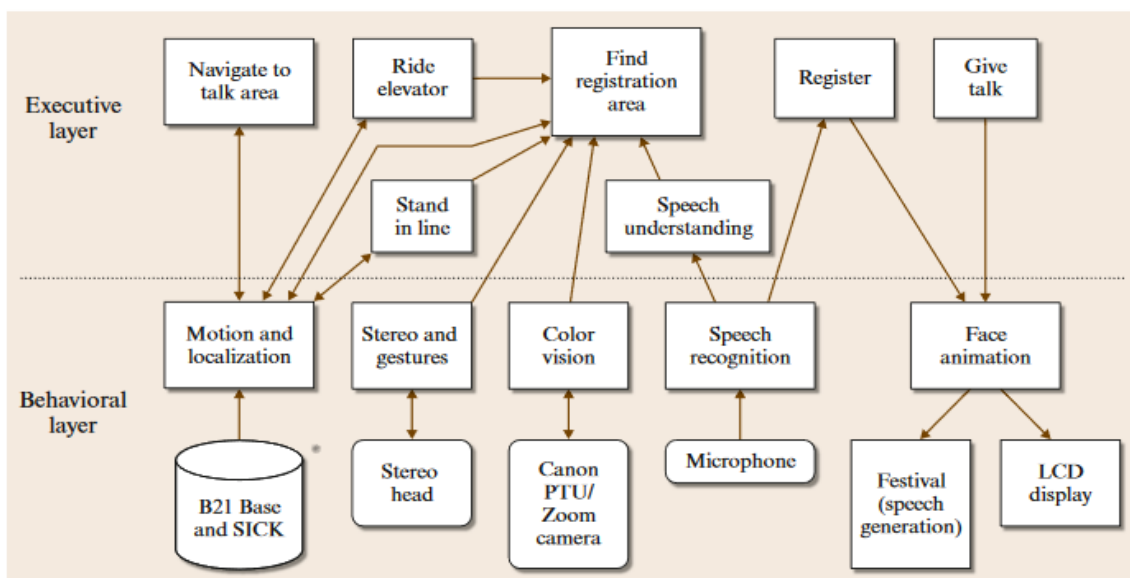 Executive
layer
Navigate to
talk area
Ride
elevator
Find
registration
area
Register
Give
talk
Stand
in line
Speech
understanding
Behavioral
layer
Motion and
localization
Stereo and
gestures
Color
vision
Speech
recognition
Face
animation
B21 Base
and SICK
Stereo
head
Canon
PTU/
Zoom
camera
Microphone
Festival
(speech
generation)
LCD
display